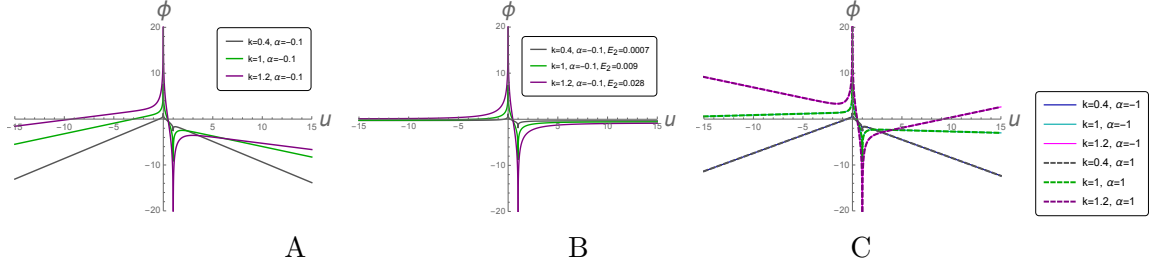 ϕ
20
10
−15 −10 −5 5 10 15 u
−10
−20
k=0.4, α=−0.1
k=1, α=−0.1
k=1.2, α=−0.1
A
ϕ
20
10
−15 −10 −5 5 10 15 u
−10
−20
k=0.4, α=−0.1, E₂=0.0007
k=1, α=−0.1, E₂=0.009
k=1.2, α=−0.1, E₂=0.028
B
ϕ
20
10
−15 −10 −5 5 10 15 u
−10
−20
C
k=0.4, α=−1
k=1, α=−1
k=1.2, α=−1
k=0.4, α=1
k=1, α=1
k=1.2, α=1